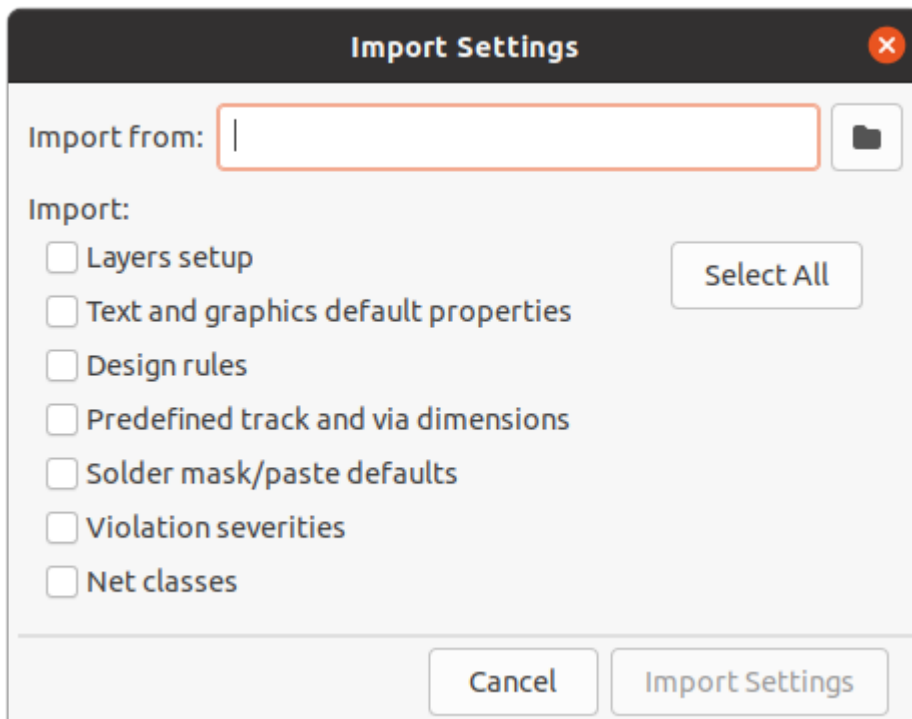 Import Settings
Import from:
Import:
Layers setup
Select All
Text and graphics default properties
Design rules
Predefined track and via dimensions
Solder mask/paste defaults
Violation severities
Net classes
Cancel
Import Settings